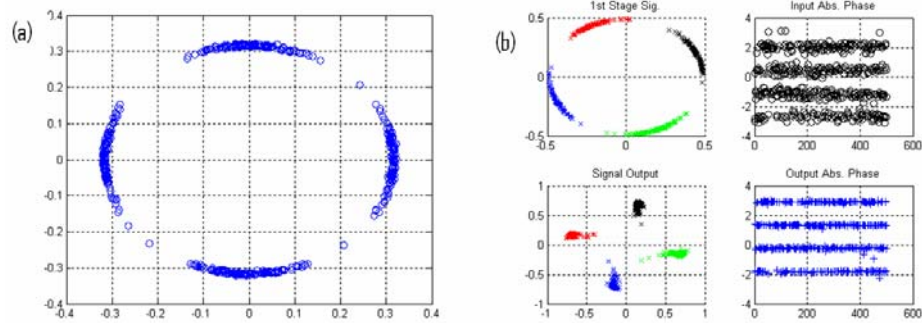 (a)
0.4
0.3
0.2
0.1
0
-0.1
-0.2
-0.3
-0.4
-0.4 -0.3 -0.2 -0.1 0 0.1 0.2 0.3 0.4
(b)
1st Stage Sig.
0.5
0
-0.5
-0.5 0 0.5
Input Abs. Phase
4
2
0
-2
-4
0 200 400 600
Signal Output
1
0.5
0
-0.5
-1
-1 -0.5 0 0.5 1
Output Abs. Phase
4
2
0
-2
-4
0 200 400 600